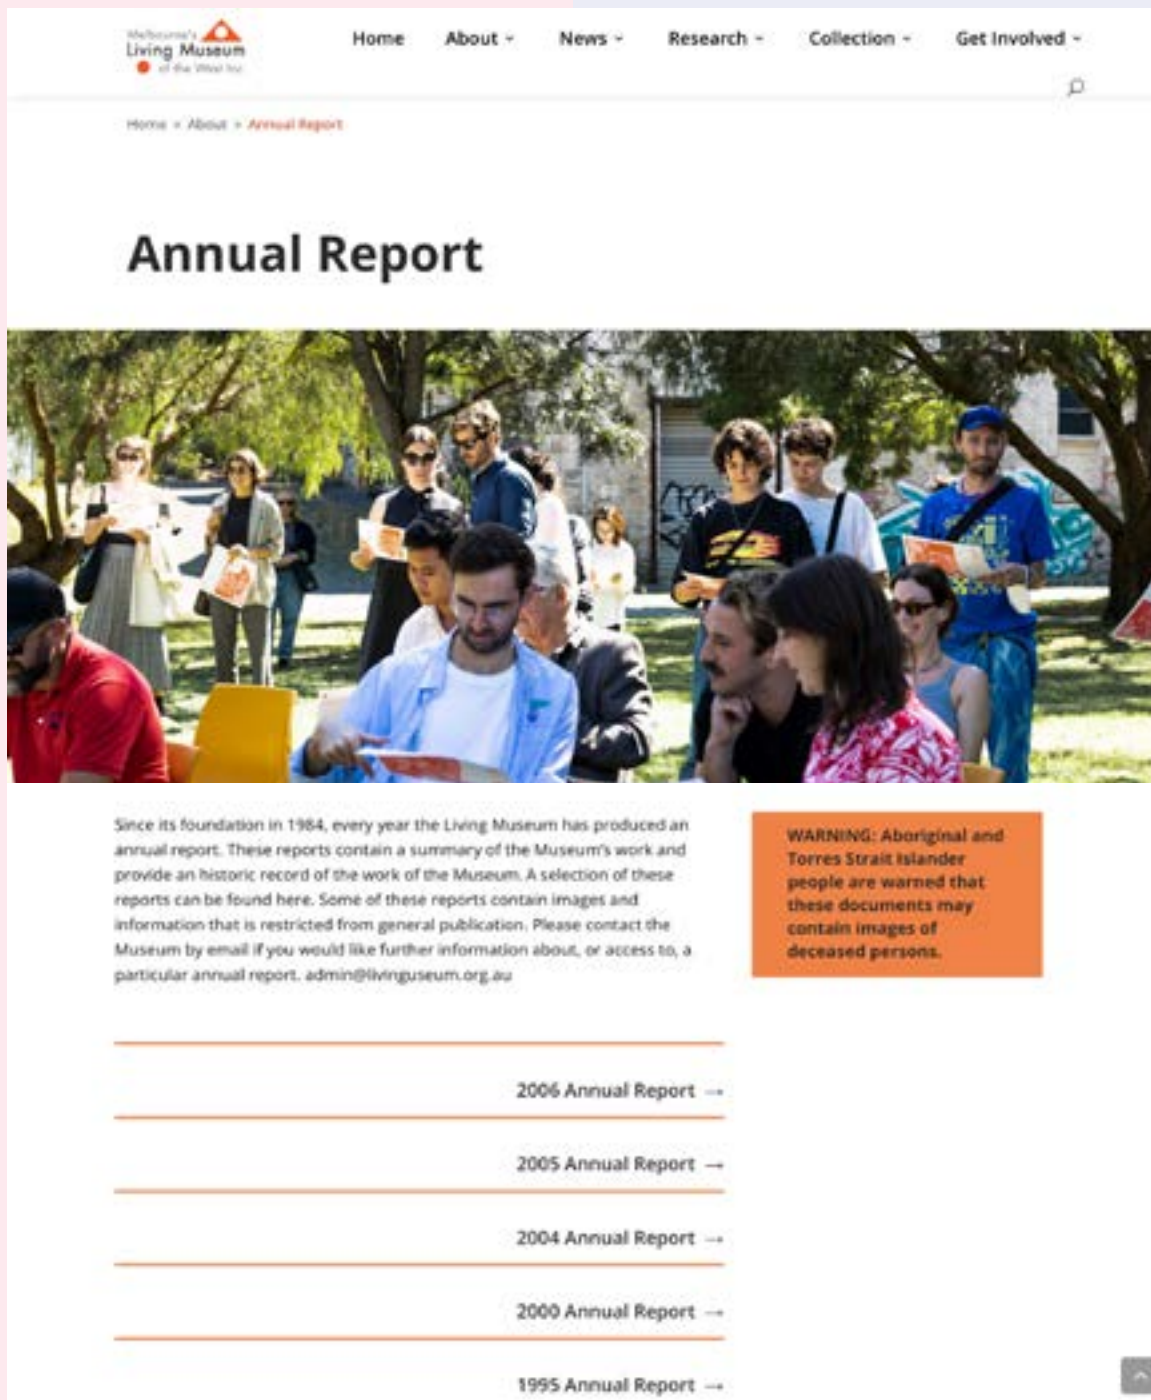 Melbourne's
Living Museum
of the West Inc
Home
About
News
Research
Collection
Get Involved
Home » About » Annual Report
Annual Report
Since its foundation in 1984, every year the Living Museum has produced an
annual report. These reports contain a summary of the Museum's work and
provide an historic record of the work of the Museum. A selection of these
reports can be found here. Some of these reports contain images and
information that is restricted from general publication. Please contact the
Museum by email if you would like further information about, or access to, a
particular annual report. admin@livinguseum.org.au
WARNING: Aboriginal and
Torres Strait Islander
people are warned that
these documents may
contain images of
deceased persons.
2006 Annual Report →
2005 Annual Report →
2004 Annual Report →
2000 Annual Report →
1995 Annual Report →